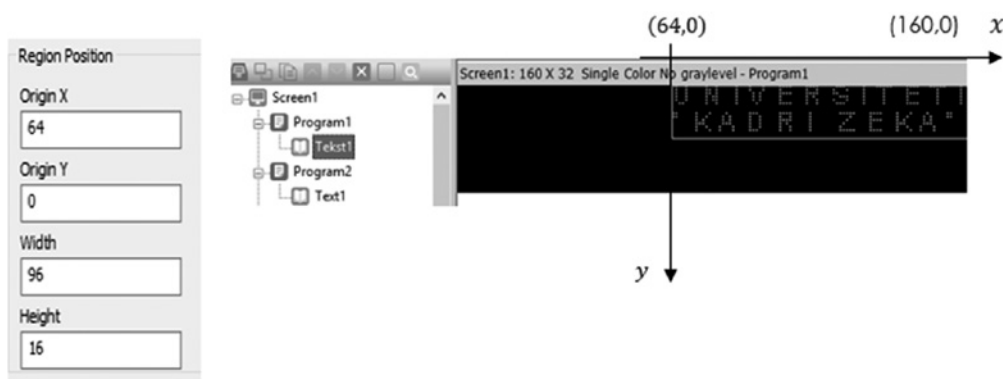 Region Position
Origin X
64
Origin Y
0
Width
96
Height
16
(64,0)
(160,0)
x
Screen1: 160 X 32 Single Color No graylevel - Program1
Screen1
Program1
Tekst1
Program2
Text1
UNIVERSITETI
"KADRI ZEKA"
y